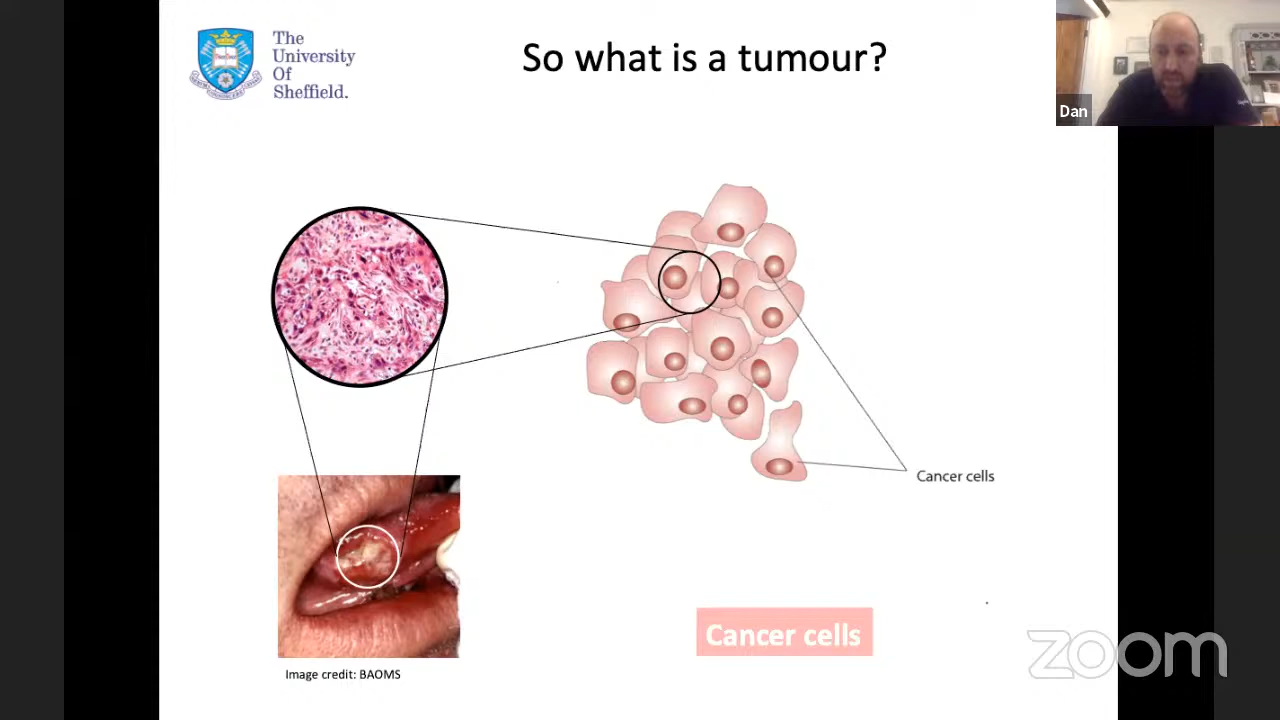 The
University
Of
Sheffield.
So what is a tumour?
Dan
Cancer cells
Cancer cells
Image credit: BAOMS
zoom